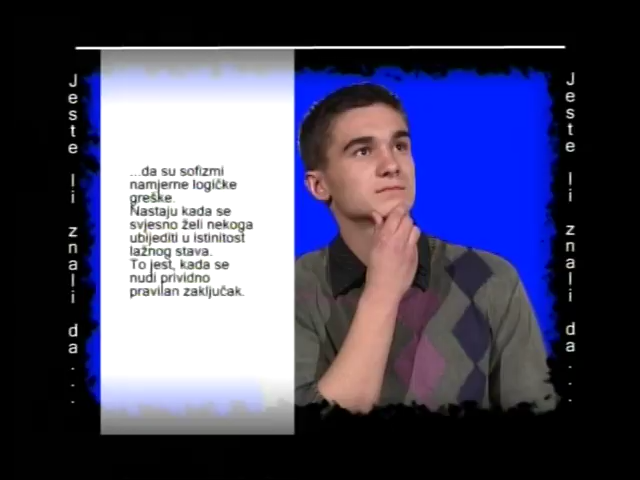 Jeste li znali da...
...da su sofizmi
namjerne logičke
greške.
Nastaju kada se
svjesno želi nekoga
ubijediti u istinitost
lažnog stava.
To jest, kada se
nudi prividno
pravilan zaključak.
Jeste li znali da...